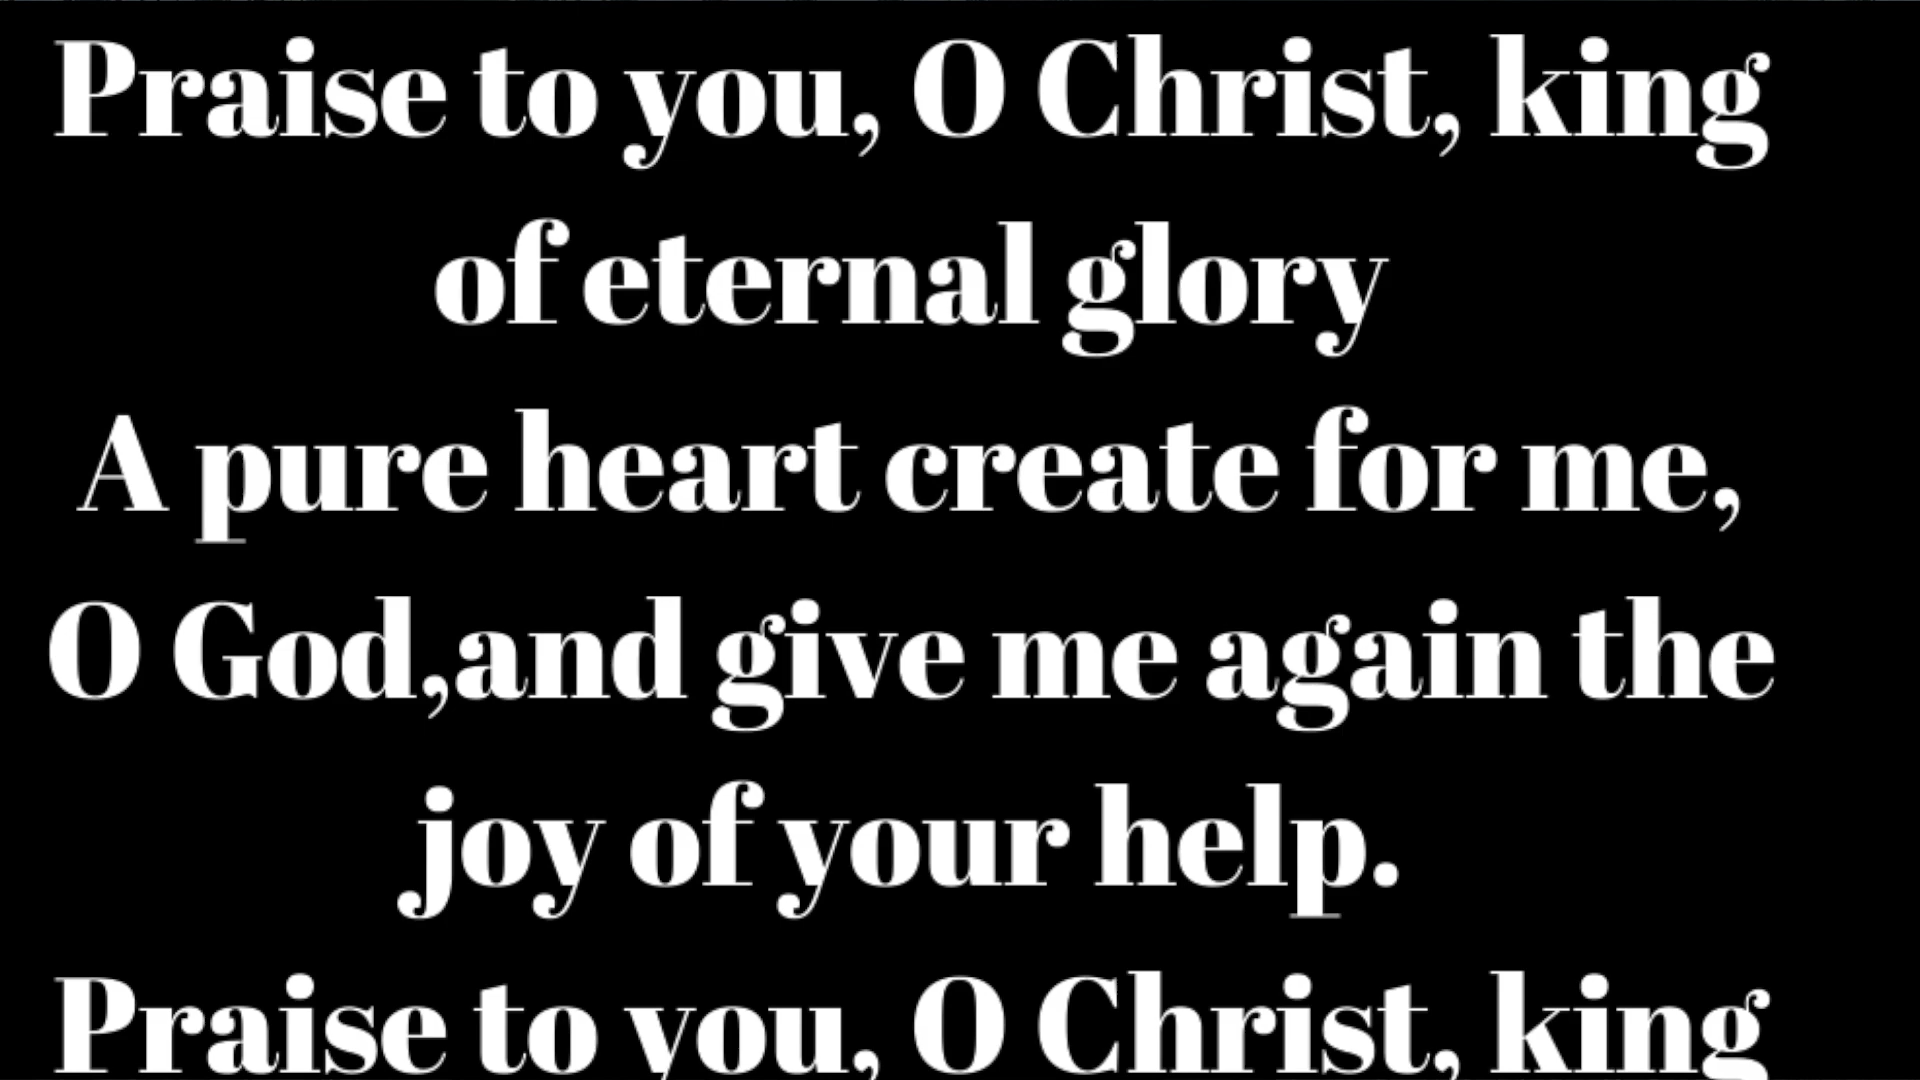 Praise to you, O Christ, king
of eternal glory
A pure heart create for me,
O God,and give me again the
joy of your help.
Praise to you, O Christ, king